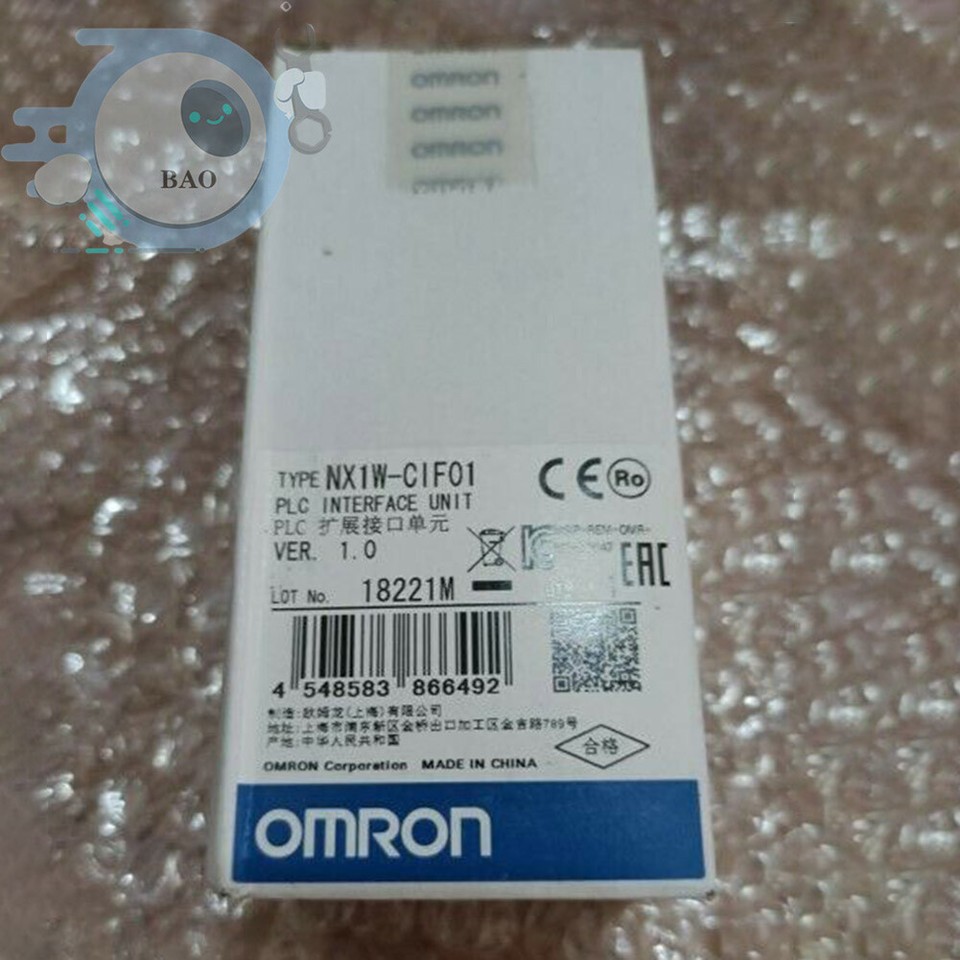 OMRON
OMRON
OMRON
BAO
TYPE NX1W-CIF01
PLC INTERFACE UNIT
PLC 扩展接口单元
VER. 1.0
CE
Ro
EAC
LOT No. 18221M
4 548583 866492
制造:欧姆龙(上海)有限公司
地址:上海市浦东新区金桥出口加工区金吉路789号
产地:中华人民共和国
合格
OMRON Corporation MADE IN CHINA
OMRON